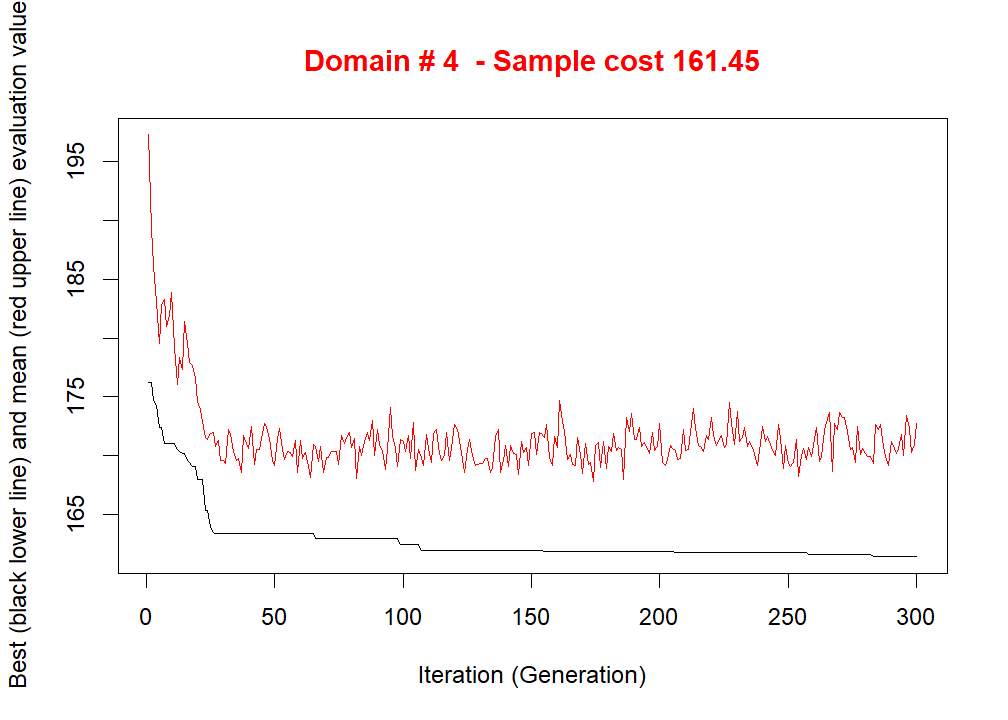 Domain # 4  - Sample cost 161.45
Best (black lower line) and mean (red upper line) evaluation value
195
185
175
165
0 50 100 150 200 250 300
Iteration (Generation)